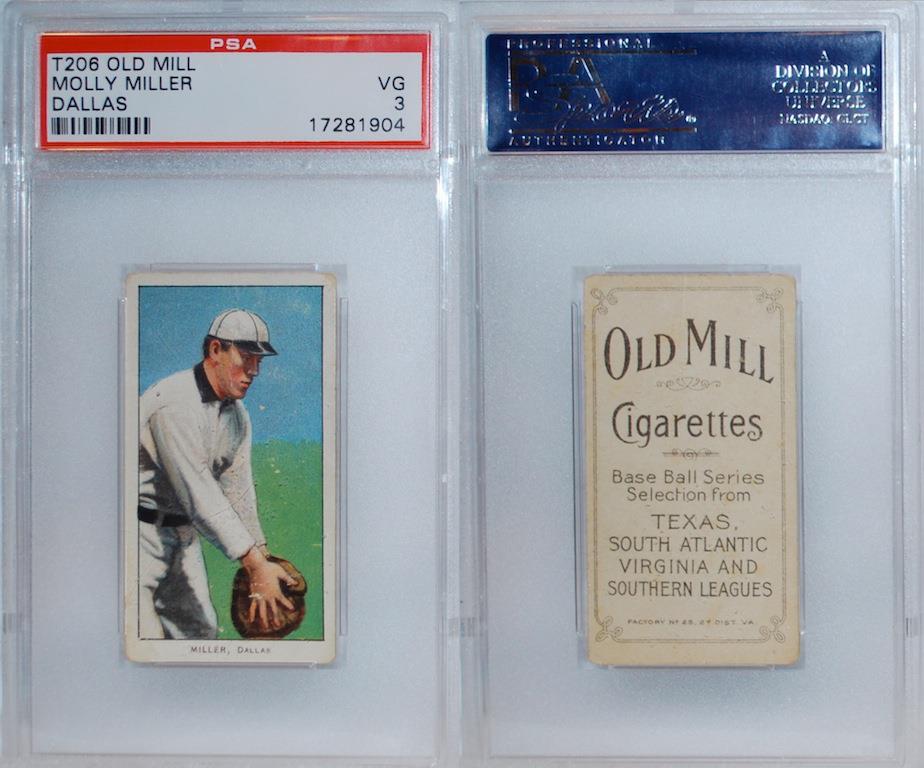 PSA
T206 OLD MILL
MOLLY MILLER VG
DALLAS 3
17281904
MILLER, DALLAS
PROFESSIONAL
PSA
Sports
AUTHENTICATOR
A
DIVISION OF
COLLECTORS
UNIVERSE
NASDAQ: CLCT
OLD MILL
Cigarettes
Base Ball Series
Selection from
TEXAS,
SOUTH ATLANTIC
VIRGINIA AND
SOUTHERN LEAGUES
FACTORY Nº 25, 2ᴰ DIST. VA.